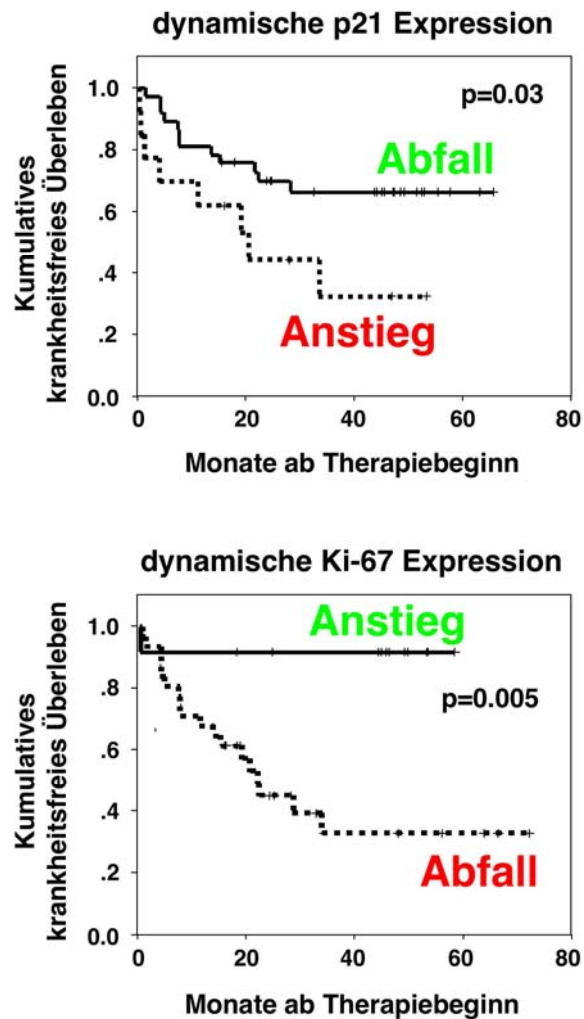 dynamische p21 Expression
1.0
p=0.03
.8
Abfall
.6
.4
Anstieg
.2
0.0
0 20 40 60 80
Kumulatives
krankheitsfreies Überleben
Monate ab Therapiebeginn
dynamische Ki-67 Expression
1.0
Anstieg
.8
p=0.005
.6
.4
.2
Abfall
0.0
0 20 40 60 80
Kumulatives
krankheitsfreies Überleben
Monate ab Therapiebeginn